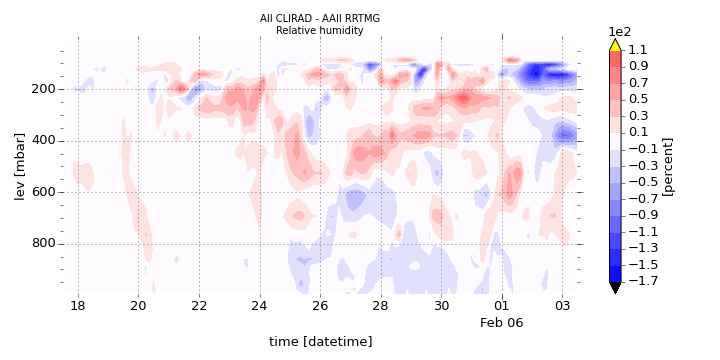 AII CLIRAD - AAII RRTMG
Relative humidity
1e2
1.1
0.9
0.7
0.5
0.3
0.1
−0.1
−0.3
−0.5
−0.7
−0.9
−1.1
−1.3
−1.5
−1.7
[percent]
lev [mbar]
200
400
600
800
18 20 22 24 26 28 30 01 03
Feb 06
time [datetime]